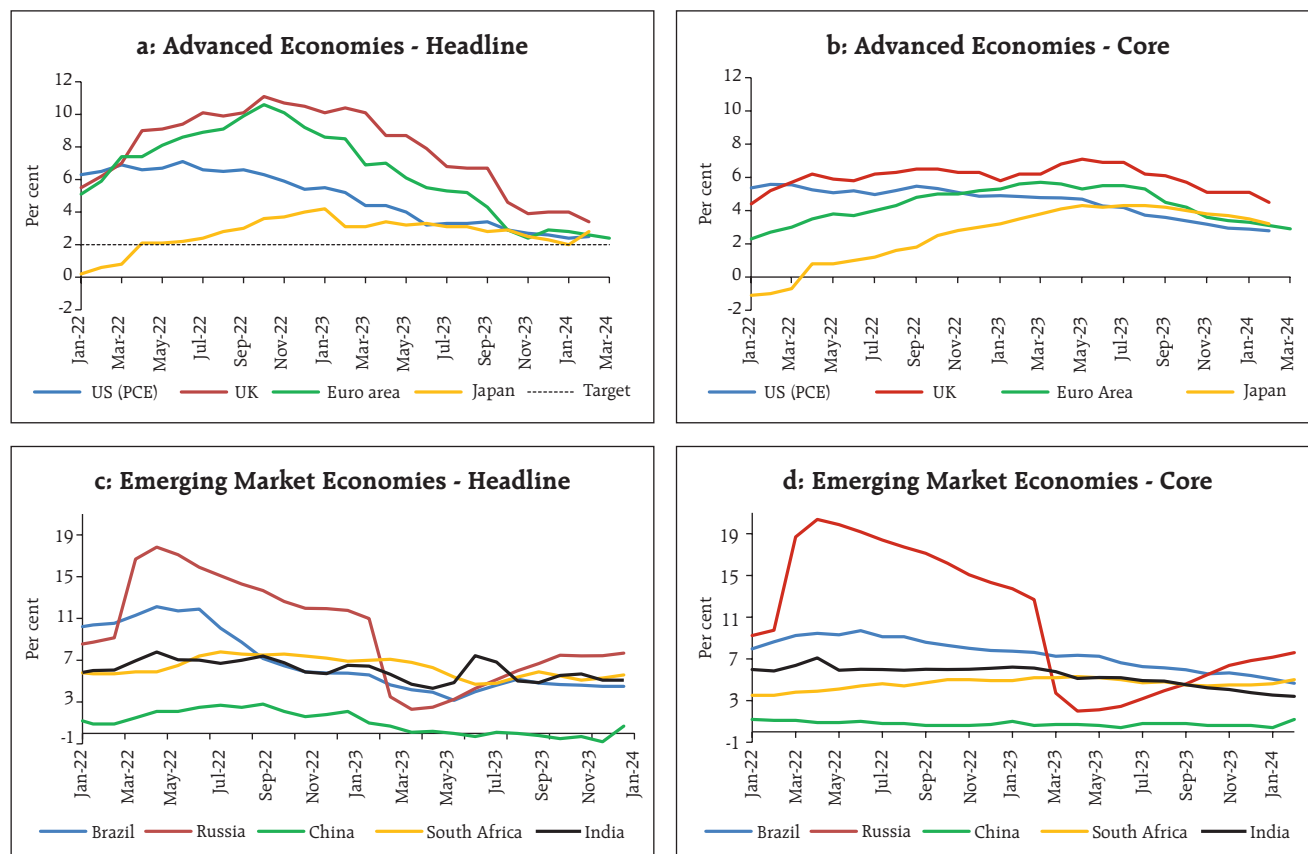 a: Advanced Economies - Headline
Per cent
12
10
8
6
4
2
0
-2
Jan-22
Mar-22
May-22
Jul-22
Sep-22
Nov-22
Jan-23
Mar-23
May-23
Jul-23
Sep-23
Nov-23
Jan-24
Mar-24
US (PCE) UK Euro area Japan Target
b: Advanced Economies - Core
Per cent
12
10
8
6
4
2
0
-2
Jan-22
Mar-22
May-22
Jul-22
Sep-22
Nov-22
Jan-23
Mar-23
May-23
Jul-23
Sep-23
Nov-23
Jan-24
Mar-24
US (PCE) UK Euro Area Japan
c: Emerging Market Economies - Headline
Per cent
19
15
11
7
3
-1
Jan-22
Mar-22
May-22
Jul-22
Sep-22
Nov-22
Jan-23
Mar-23
May-23
Jul-23
Sep-23
Nov-23
Jan-24
Brazil Russia China South Africa India
d: Emerging Market Economies - Core
Per cent
19
15
11
7
3
-1
Jan-22
Mar-22
May-22
Jul-22
Sep-22
Nov-22
Jan-23
Mar-23
May-23
Jul-23
Sep-23
Nov-23
Jan-24
Brazil Russia China South Africa India